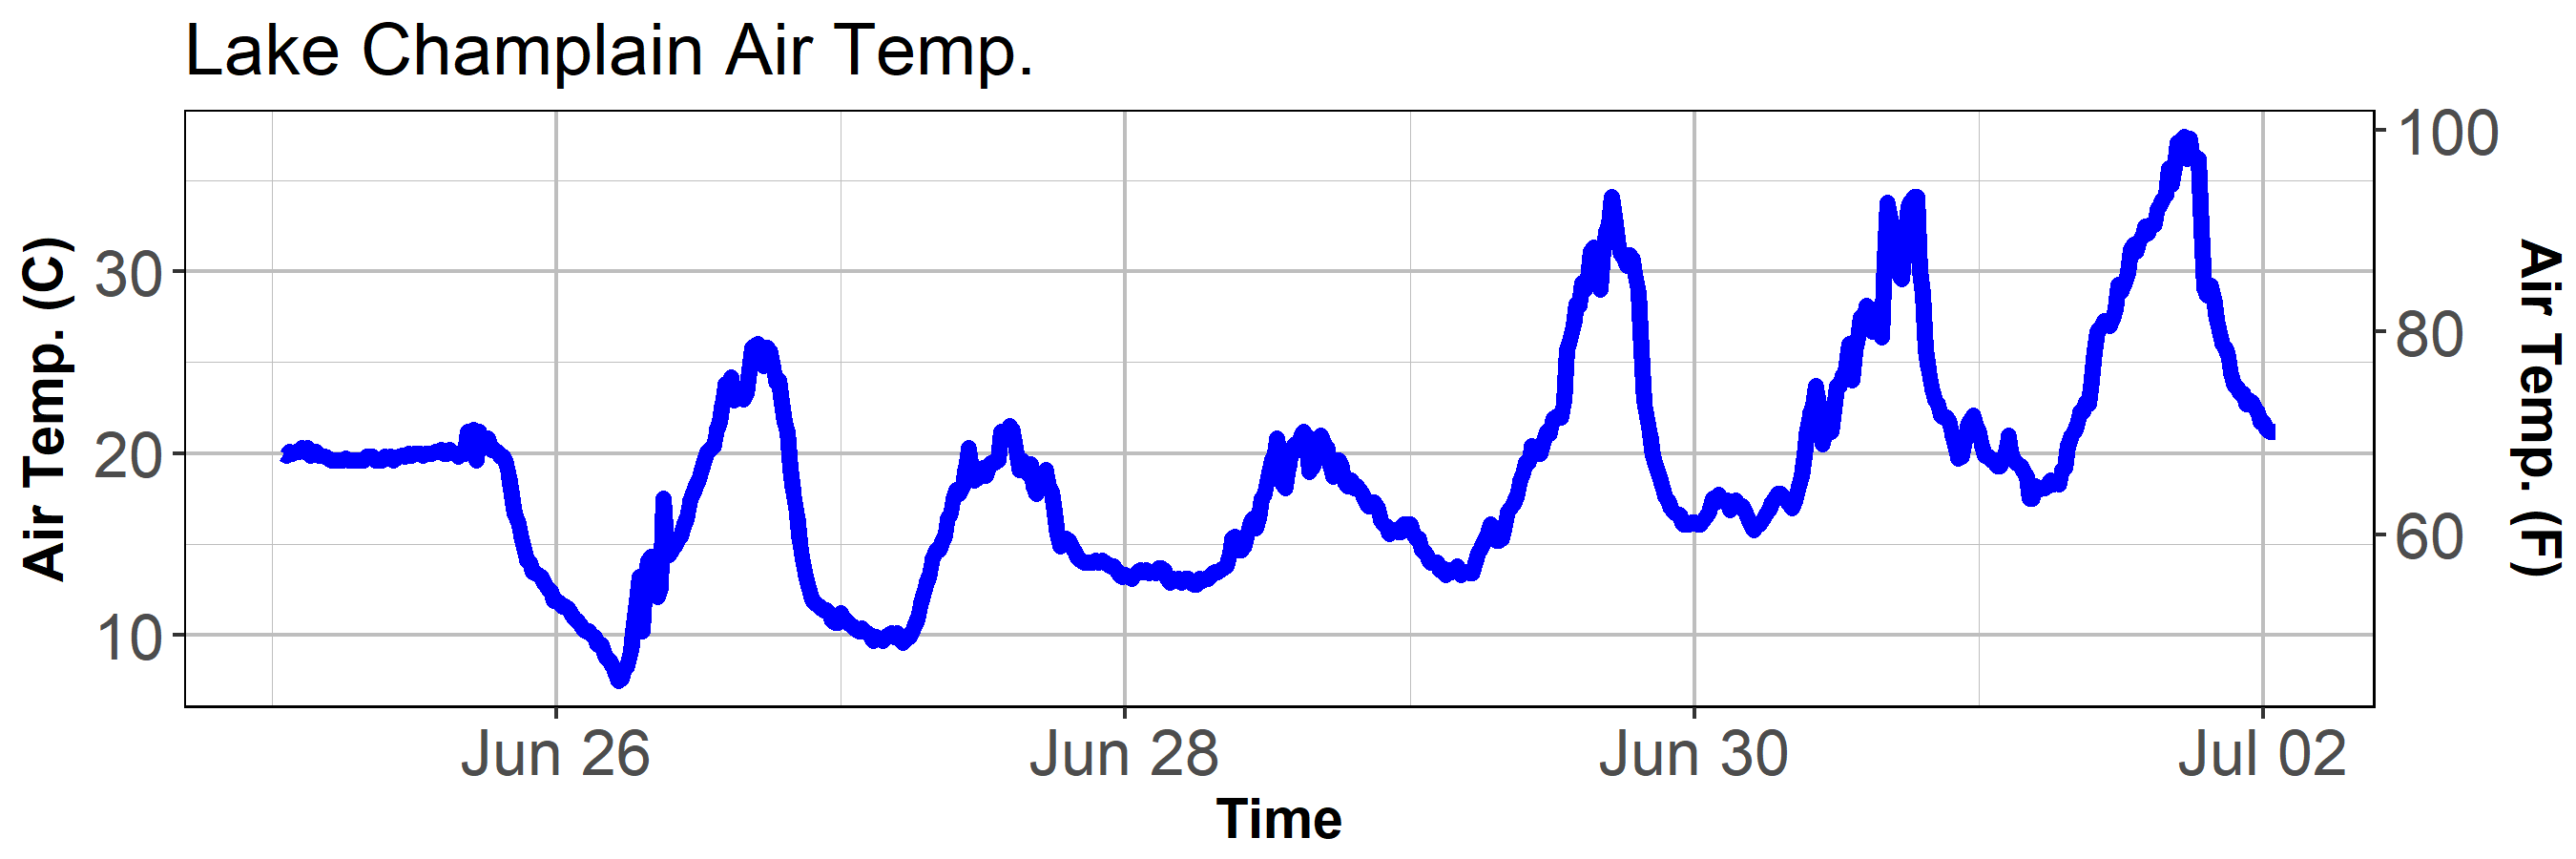 Lake Champlain Air Temp.
Air Temp. (C)
30
20
10
100
80
60
Air Temp. (F)
Jun 26
Jun 28
Jun 30
Jul 02
Time